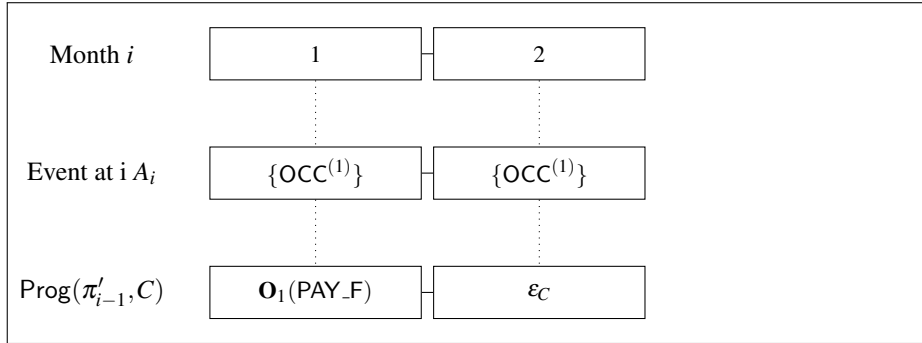 Month i 1 2
Event at i A_i {OCC^(1)} {OCC^(1)}
Prog(π′_{i−1}, C) O_1(PAY_F) ε_C